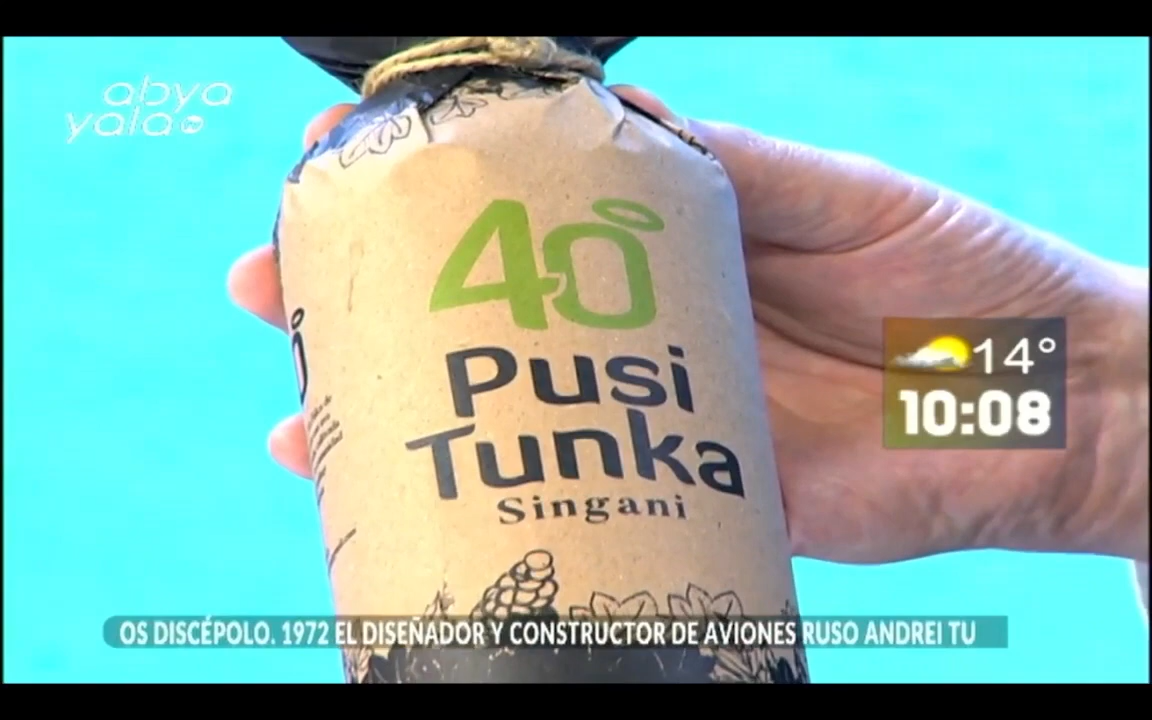 abya
yala
40
Pusi
Tunka
Singani
14°
10:08
OS DISCÉPOLO. 1972 EL DISEÑADOR Y CONSTRUCTOR DE AVIONES RUSO ANDREI TU